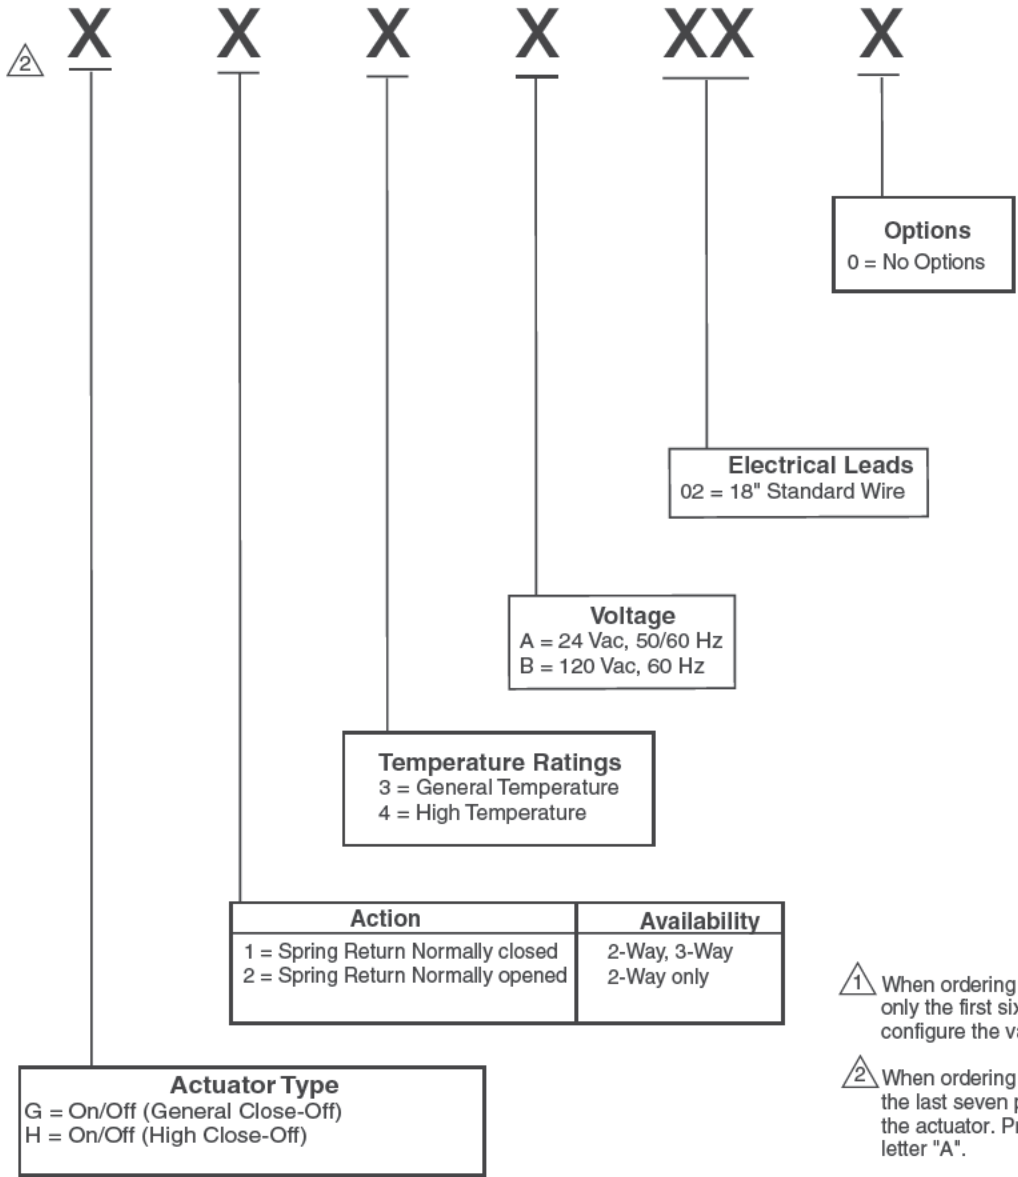 X X X X XX X
2
Options
0 = No Options
Electrical Leads
02 = 18" Standard Wire
Voltage
A = 24 Vac, 50/60 Hz
B = 120 Vac, 60 Hz
Temperature Ratings
3 = General Temperature
4 = High Temperature
Action Availability
1 = Spring Return Normally closed 2-Way, 3-Way
2 = Spring Return Normally opened 2-Way only
Actuator Type
G = On/Off (General Close-Off)
H = On/Off (High Close-Off)
1 When ordering
only the first
configure the
2 When ordering
the last seven
the actuator.
letter "A".